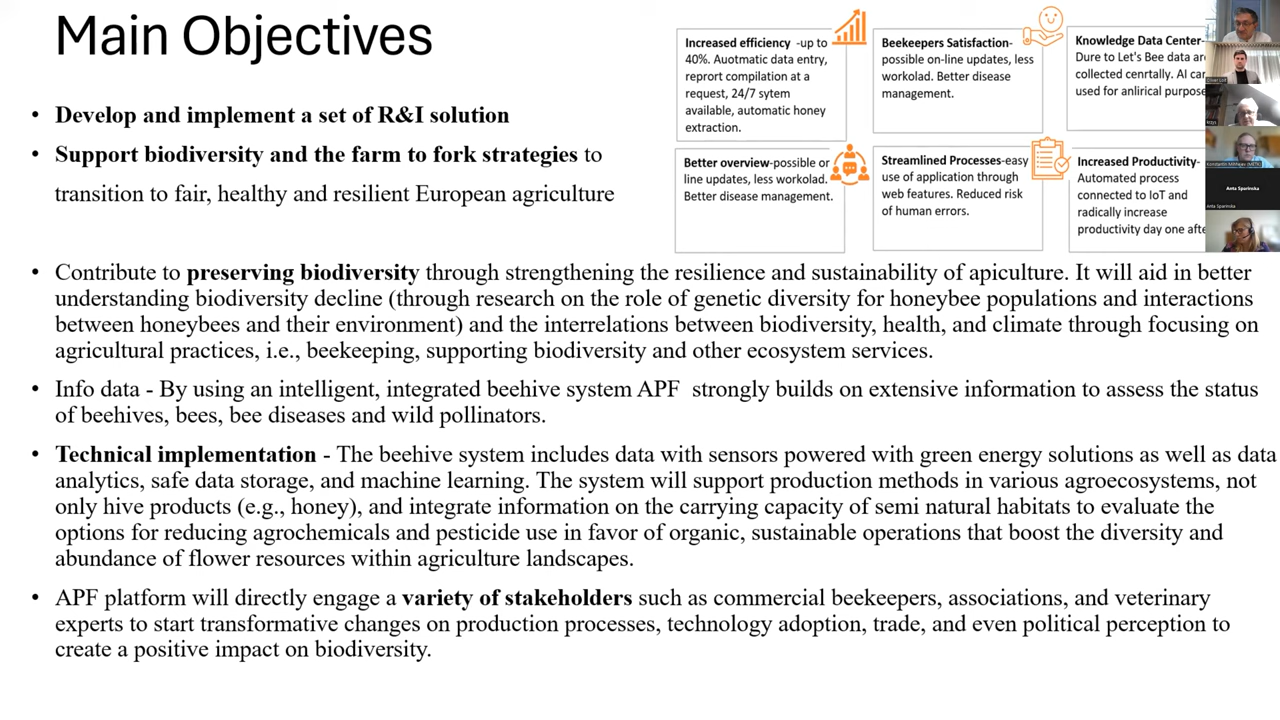 Main Objectives
• Develop and implement a set of R&I solution
• Support biodiversity and the farm to fork strategies to
transition to fair, healthy and resilient European agriculture
Increased efficiency -up to
40%. Auotmatic data entry,
reprort compilation at a
request, 24/7 sytem
available, automatic honey
extraction.
Beekeepers Satisfaction-
possible on-line updates, less
workolad. Better disease
management.
Knowledge Data Center-
Dure to Let's Bee data ar
collected cenrtally. AI ca
used for anlirical purpose
Better overview-possible or
line updates, less workolad.
Better disease management.
Streamlined Processes-easy
use of application through
web features. Reduced risk
of human errors.
Increased Productivity-
Automated process
connected to IoT and
radically increase
productivity day one afte
Oliver Loit
krzys
Konstantin Mihhejev (METK)
Anta Sparinska
Anta Sparinska
• Contribute to preserving biodiversity through strengthening the resilience and sustainability of apiculture. It will aid in better
understanding biodiversity decline (through research on the role of genetic diversity for honeybee populations and interactions
between honeybees and their environment) and the interrelations between biodiversity, health, and climate through focusing on
agricultural practices, i.e., beekeeping, supporting biodiversity and other ecosystem services.
• Info data - By using an intelligent, integrated beehive system APF strongly builds on extensive information to assess the status
of beehives, bees, bee diseases and wild pollinators.
• Technical implementation - The beehive system includes data with sensors powered with green energy solutions as well as data
analytics, safe data storage, and machine learning. The system will support production methods in various agroecosystems, not
only hive products (e.g., honey), and integrate information on the carrying capacity of semi natural habitats to evaluate the
options for reducing agrochemicals and pesticide use in favor of organic, sustainable operations that boost the diversity and
abundance of flower resources within agriculture landscapes.
• APF platform will directly engage a variety of stakeholders such as commercial beekeepers, associations, and veterinary
experts to start transformative changes on production processes, technology adoption, trade, and even political perception to
create a positive impact on biodiversity.